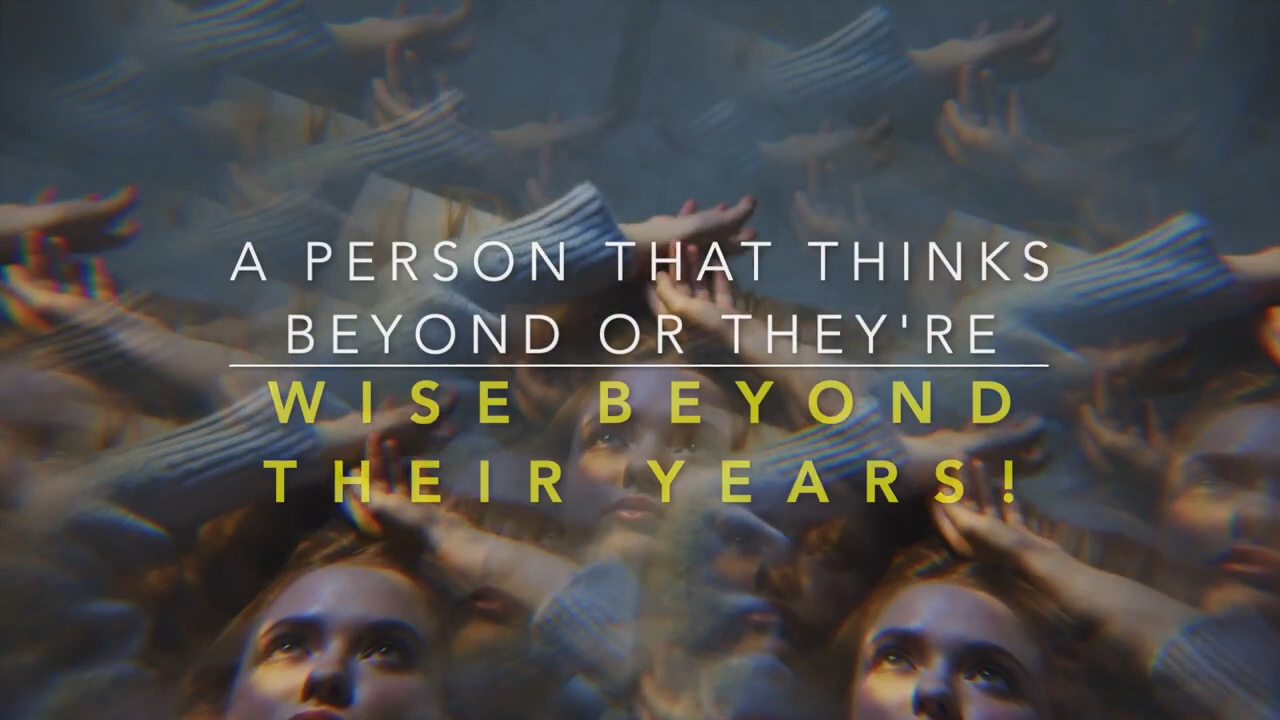 A PERSON THAT THINKS
BEYOND OR THEY'RE
WISE BEYOND
THEIR YEARS!